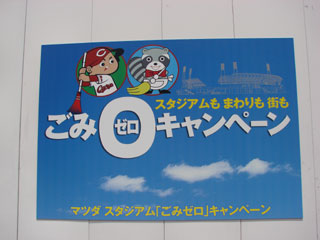 スタジアムも まわりも 街も
ごみ0キャンペーン
ゼロ
マツダ スタジアム「ごみゼロ」キャンペーン